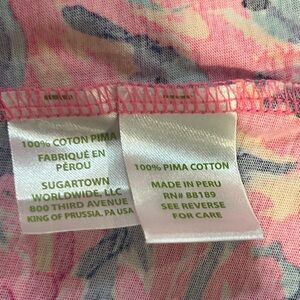 100% COTON PIMA
FABRIQUÉ EN
PÉROU
SUGARTOWN
WORLDWIDE, LLC
800 THIRD AVENUE
KING OF PRUSSIA, PA USA
100% PIMA COTTON
MADE IN PERU
RN# 88189
SEE REVERSE
FOR CARE